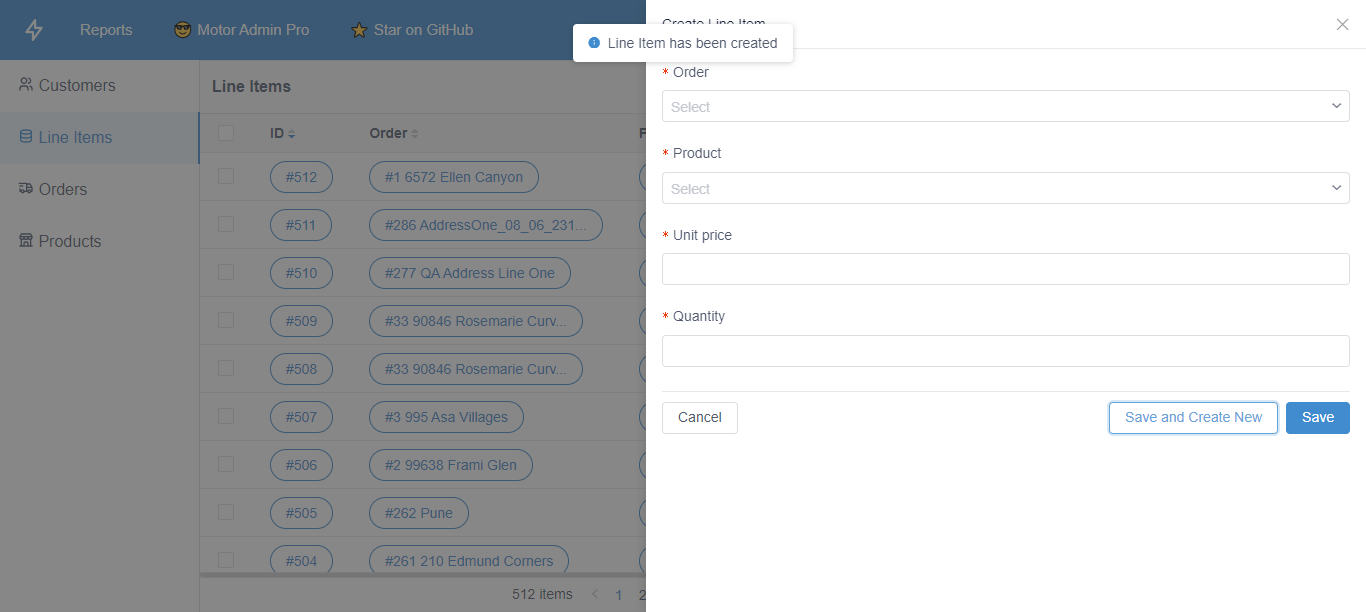 Reports
Motor Admin Pro
Star on GitHub
Line Item has been created
Customers
Line Items
Orders
Products
Line Items
ID
Order
#512
#1 6572 Ellen Canyon
#511
#286 AddressOne_08_06_231...
#510
#277 QA Address Line One
#509
#33 90846 Rosemarie Curv...
#508
#33 90846 Rosemarie Curv...
#507
#3 995 Asa Villages
#506
#2 99638 Frami Glen
#505
#262 Pune
#504
#261 210 Edmund Corners
512 items
1
2
Create Line Item
* Order
Select
* Product
Select
* Unit price
* Quantity
Cancel
Save and Create New
Save